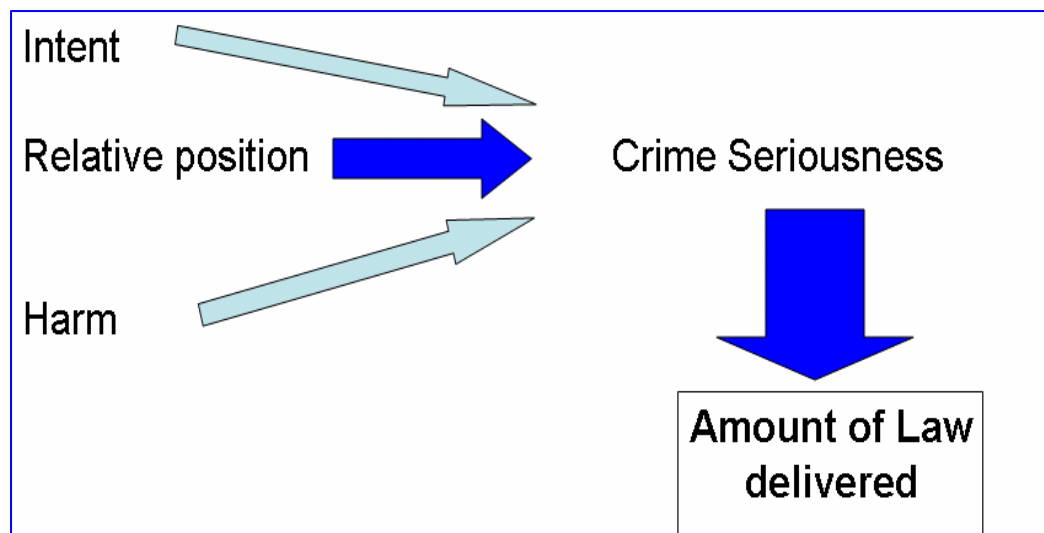 Intent
Relative position
Crime Seriousness
Harm
Amount of Law
delivered